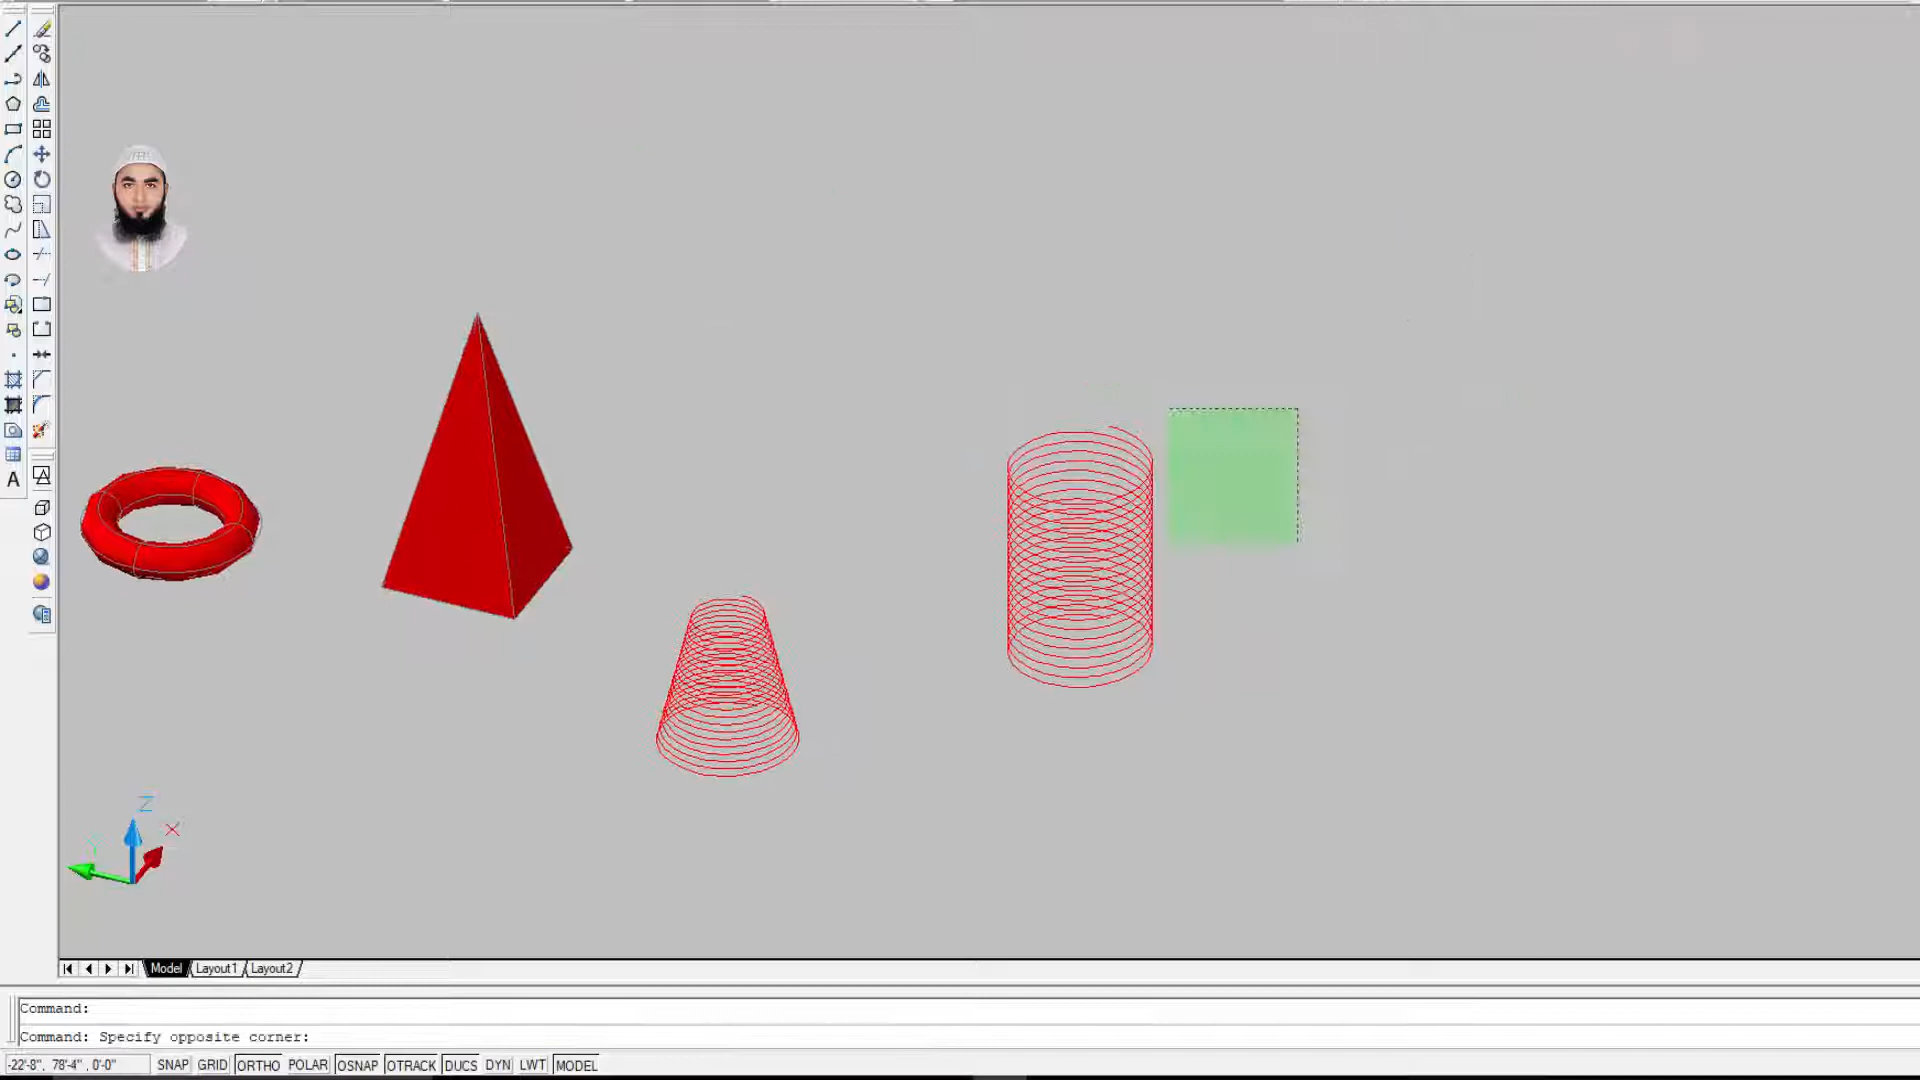 A
Z
X
Y
Model
Layout1
Layout2
Command:
Command: Specify opposite corner:
-22'-8", 78'-4" , 0'-0"
SNAP GRID ORTHO POLAR OSNAP OTRACK DUCS DYN LWT MODEL